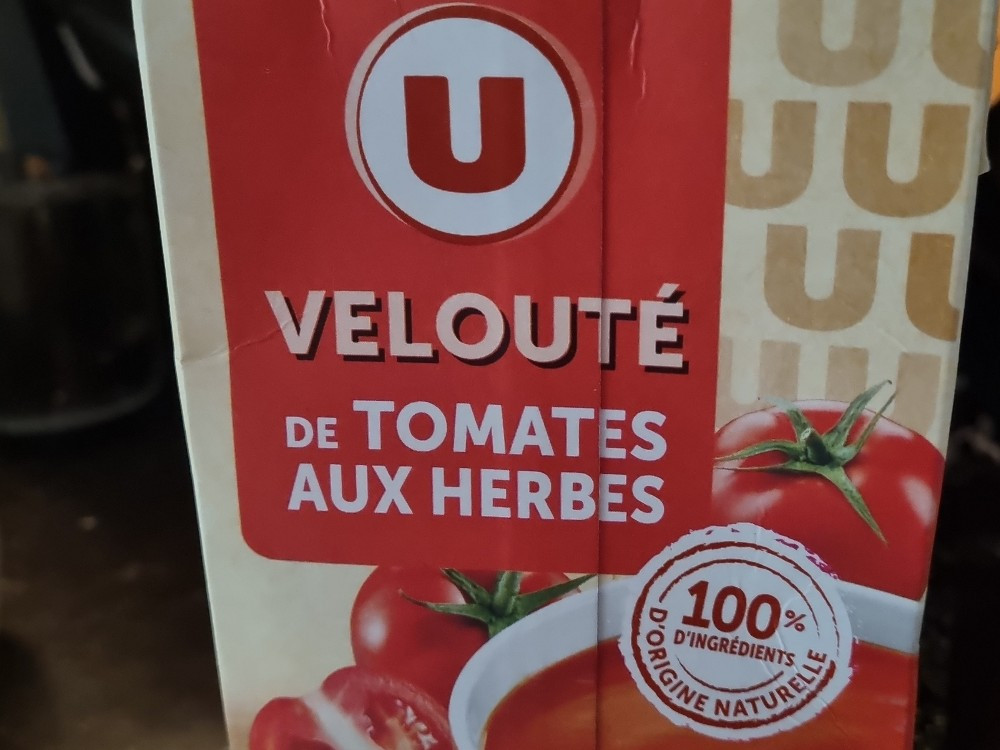 U
VELOUTÉ
DE TOMATES
AUX HERBES
100%
D'INGRÉDIENTS
D'ORIGINE NATURELLE